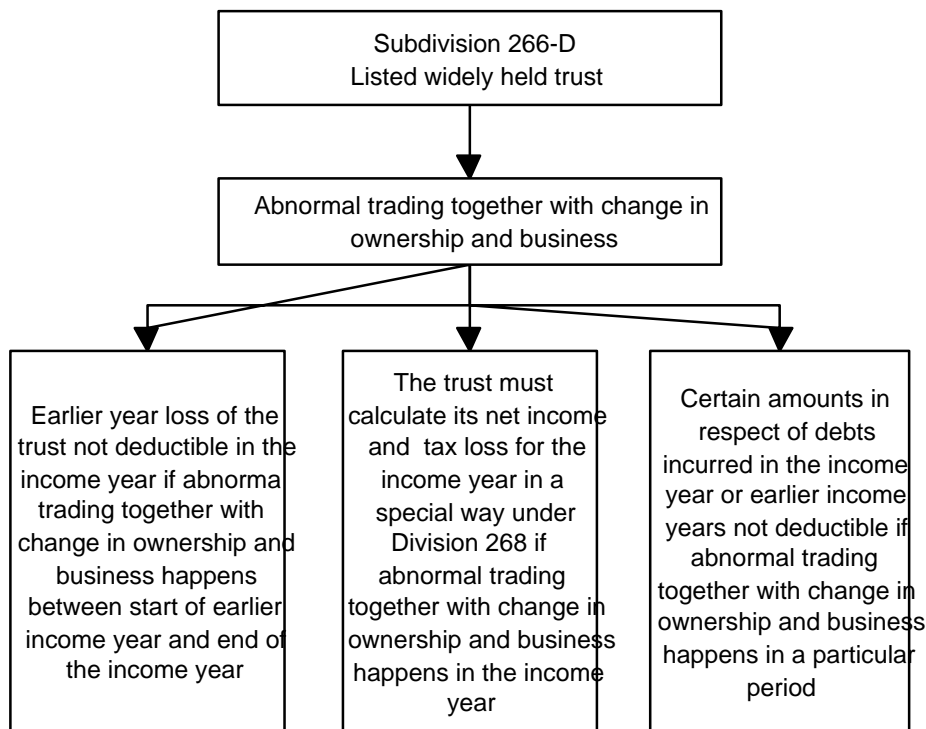 Subdivision 266-D
Listed widely held trust
Abnormal trading together with change in
ownership and business
Earlier year loss of the
trust not deductible in the
income year if abnorma
trading together with
change in ownership and
business happens
between start of earlier
income year and end of
the income year
The trust must
calculate its net income
and tax loss for the
income year in a
special way under
Division 268 if
abnormal trading
together with change in
ownership and business
happens in the income
year
Certain amounts in
respect of debts
incurred in the income
year or earlier income
years not deductible if
abnormal trading
together with change in
ownership and business
happens in a particular
period